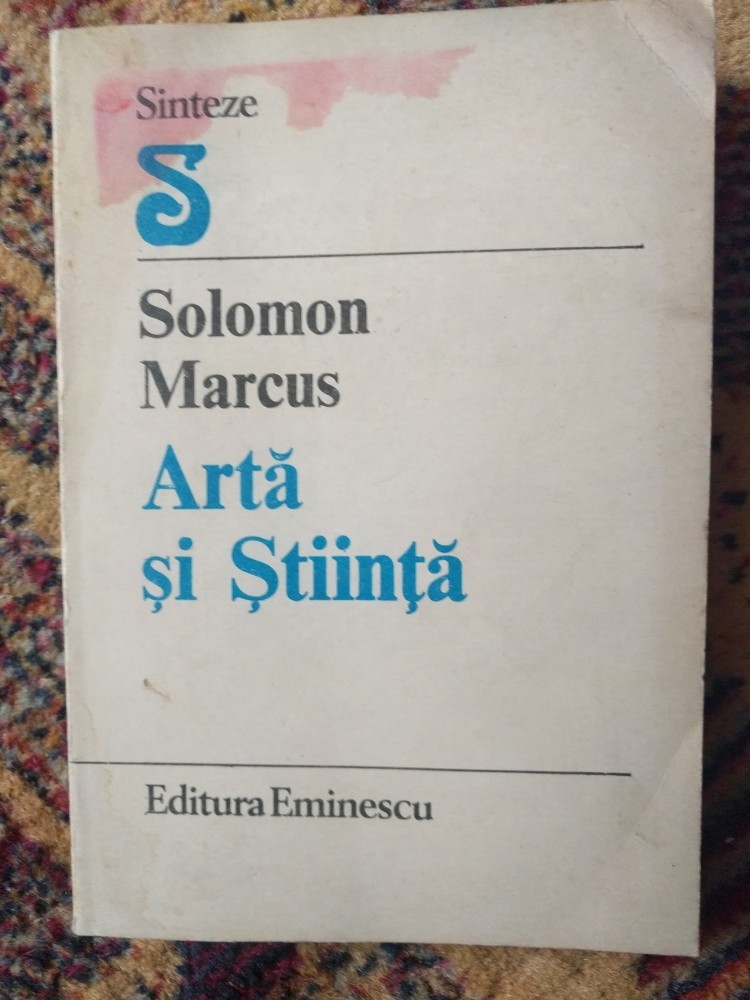 Sinteze
S
Solomon
Marcus
Artă
și Știință
Editura Eminescu